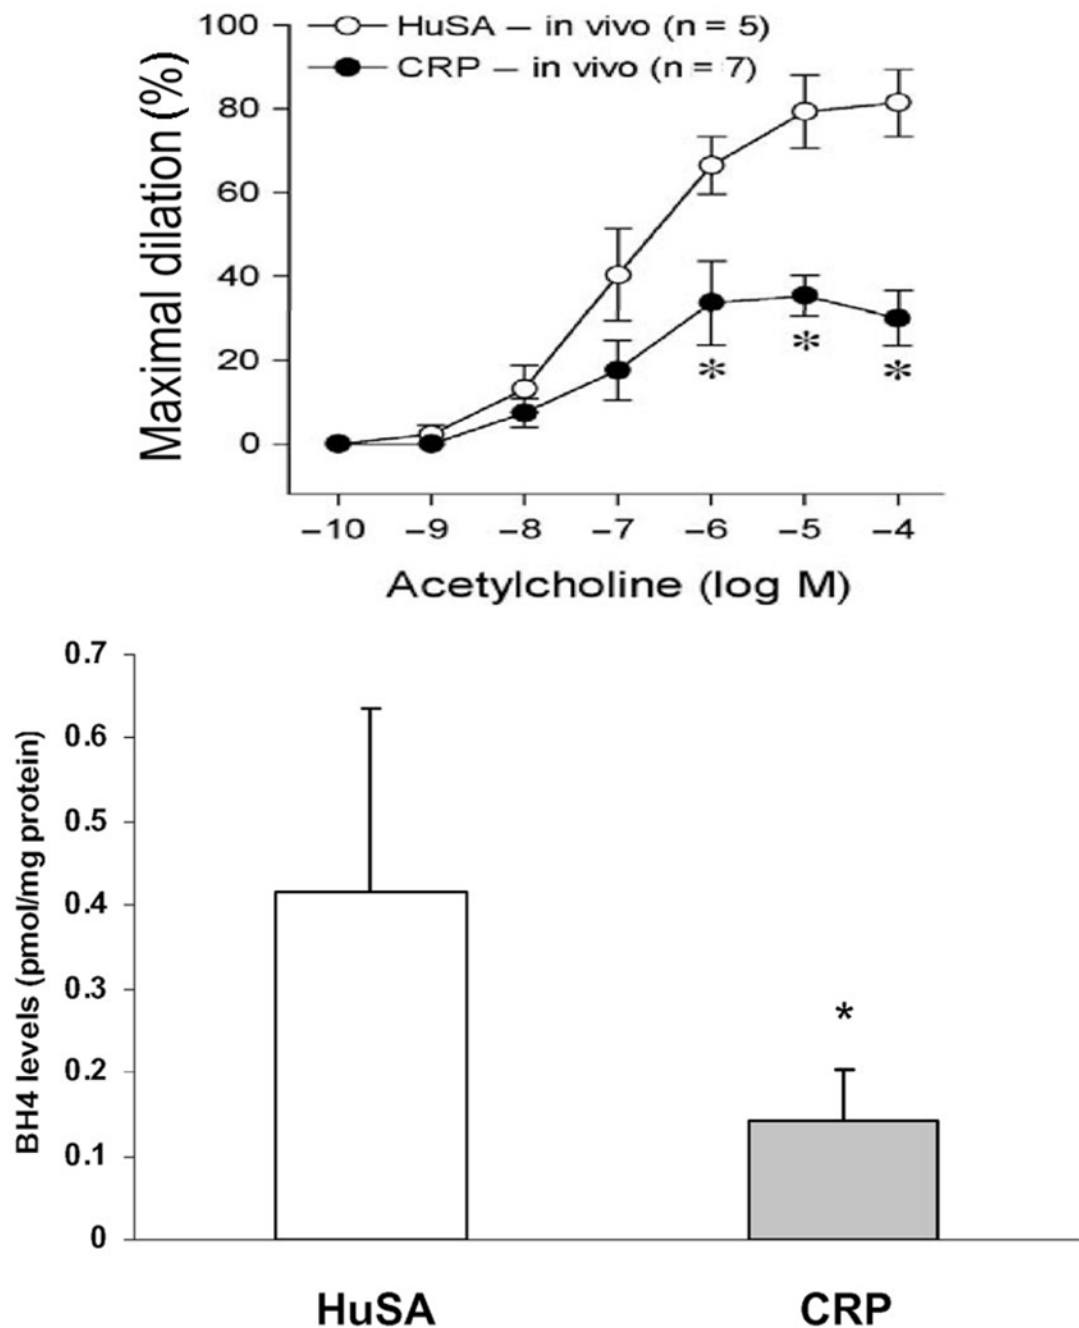 Maximal dilation (%)
100
80
60
40
20
0
HuSA – in vivo (n = 5)
CRP – in vivo (n = 7)
*
*
*
–10 –9 –8 –7 –6 –5 –4
Acetylcholine (log M)
BH4 levels (pmol/mg protein)
0.7
0.6
0.5
0.4
0.3
0.2
0.1
0
*
HuSA CRP